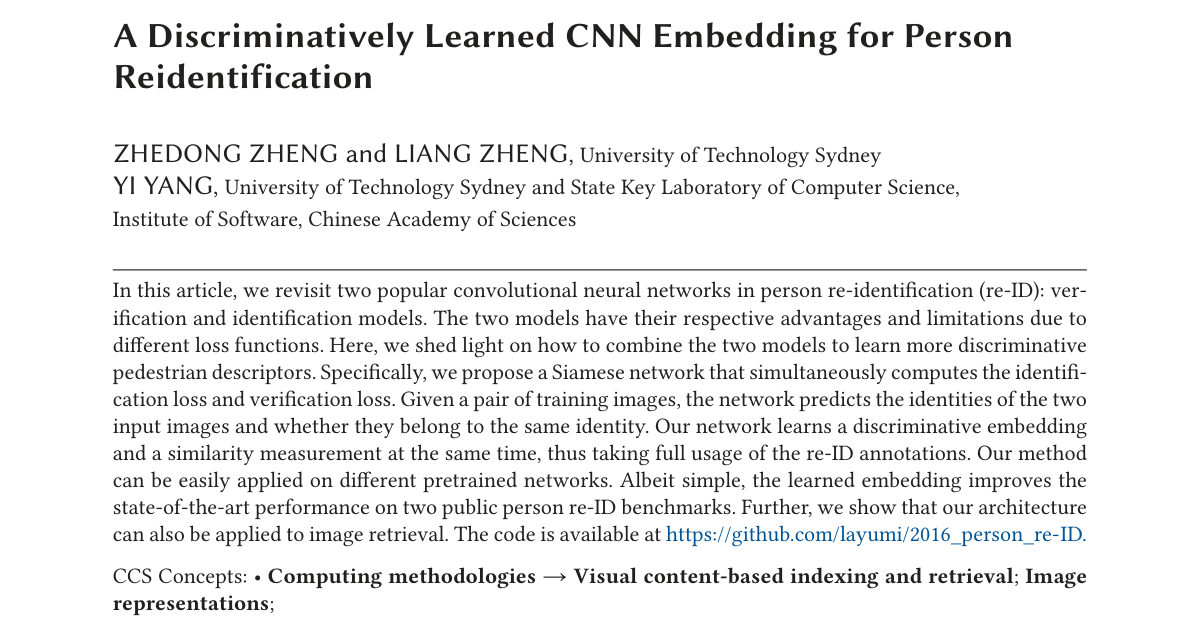 A Discriminatively Learned CNN Embedding for Person
Reidentification
ZHEDONG ZHENG and LIANG ZHENG, University of Technology Sydney
YI YANG, University of Technology Sydney and State Key Laboratory of Computer Science,
Institute of Software, Chinese Academy of Sciences
In this article, we revisit two popular convolutional neural networks in person re-identification (re-ID): ver-
ification and identification models. The two models have their respective advantages and limitations due to
different loss functions. Here, we shed light on how to combine the two models to learn more discriminative
pedestrian descriptors. Specifically, we propose a Siamese network that simultaneously computes the identifi-
cation loss and verification loss. Given a pair of training images, the network predicts the identities of the two
input images and whether they belong to the same identity. Our network learns a discriminative embedding
and a similarity measurement at the same time, thus taking full usage of the re-ID annotations. Our method
can be easily applied on different pretrained networks. Albeit simple, the learned embedding improves the
state-of-the-art performance on two public person re-ID benchmarks. Further, we show that our architecture
can also be applied to image retrieval. The code is available at https://github.com/layumi/2016_person_re-ID.
CCS Concepts: • Computing methodologies → Visual content-based indexing and retrieval; Image
representations;